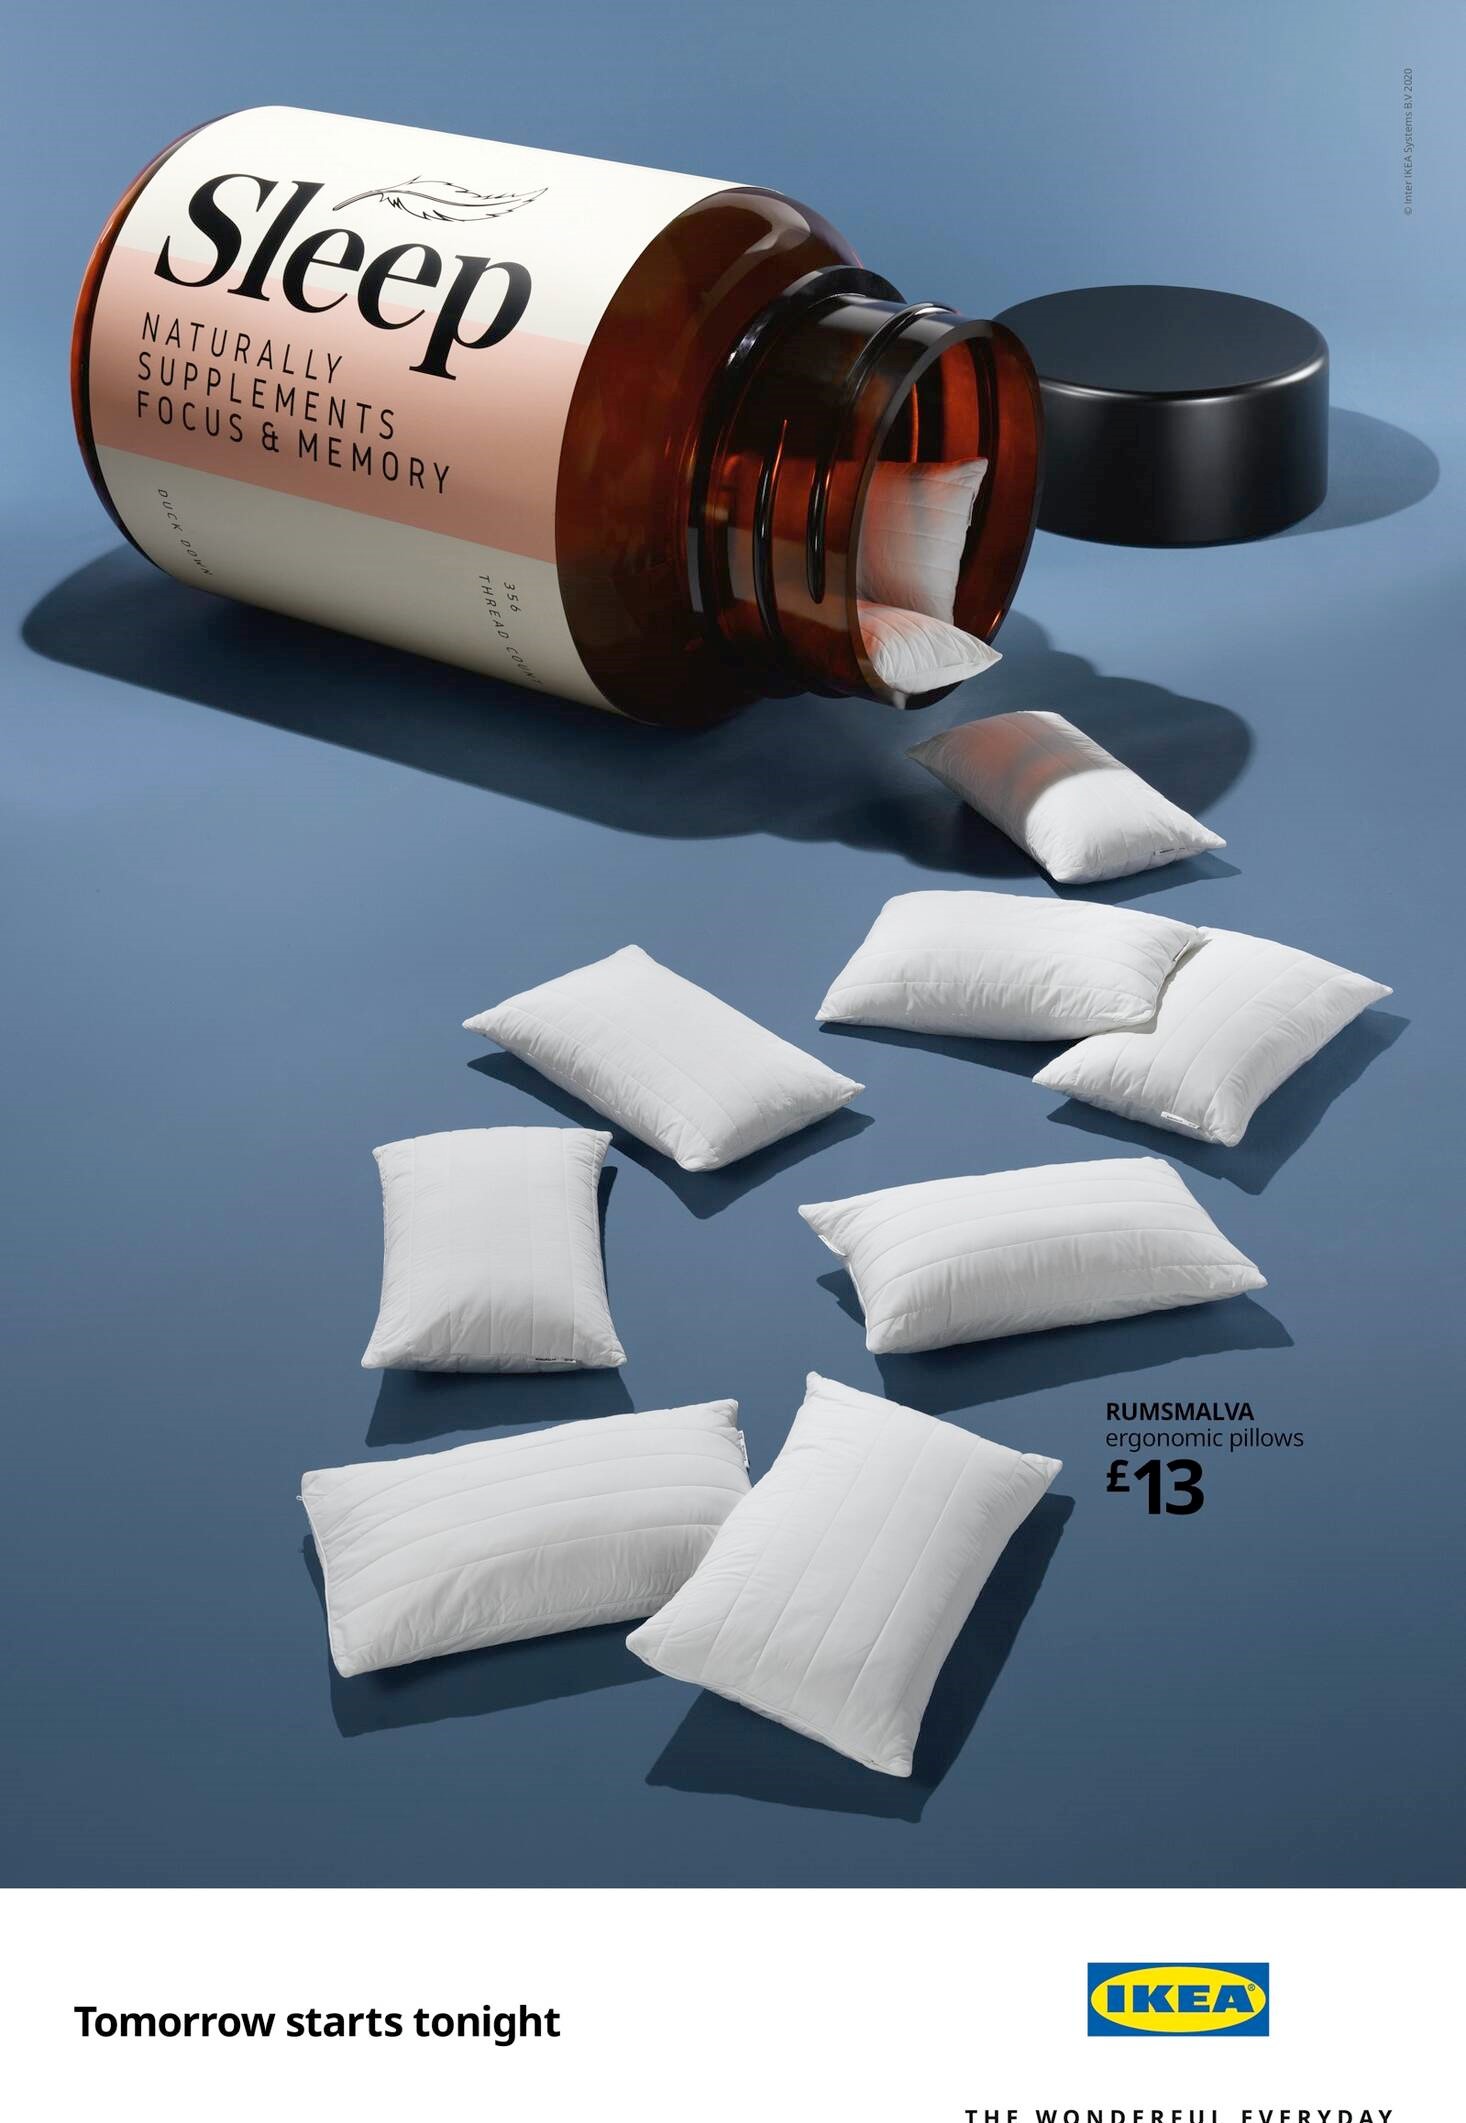 © Inter IKEA Systems B.V 2020
Sleep
NATURALLY
SUPPLEMENTS
FOCUS & MEMORY
DUCK DOWN
356
THREAD COUNT
RUMSMALVA
ergonomic pillows
£13
Tomorrow starts tonight
IKEA®
THE WONDERFUL EVERYDAY